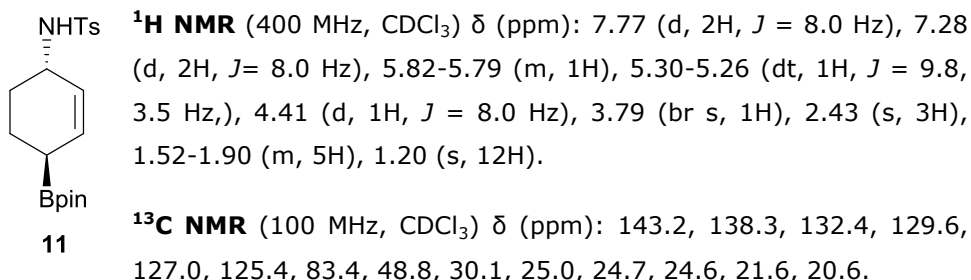 NHTs
Bpin
11
¹H NMR (400 MHz, CDCl₃) δ (ppm): 7.77 (d, 2H, J = 8.0 Hz), 7.28
(d, 2H, J= 8.0 Hz), 5.82-5.79 (m, 1H), 5.30-5.26 (dt, 1H, J = 9.8,
3.5 Hz,), 4.41 (d, 1H, J = 8.0 Hz), 3.79 (br s, 1H), 2.43 (s, 3H),
1.52-1.90 (m, 5H), 1.20 (s, 12H).
¹³C NMR (100 MHz, CDCl₃) δ (ppm): 143.2, 138.3, 132.4, 129.6,
127.0, 125.4, 83.4, 48.8, 30.1, 25.0, 24.7, 24.6, 21.6, 20.6.